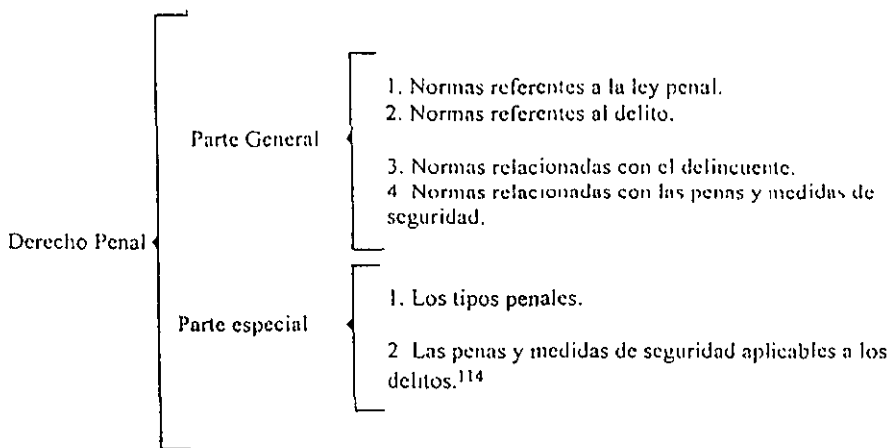 Derecho Penal
Parte General
1. Normas referentes a la ley penal.
2. Normas referentes al delito.
3. Normas relacionadas con el delincuente.
4 Normas relacionadas con las penas y medidas de
seguridad.
Parte especial
1. Los tipos penales.
2 Las penas y medidas de seguridad aplicables a los
delitos.114